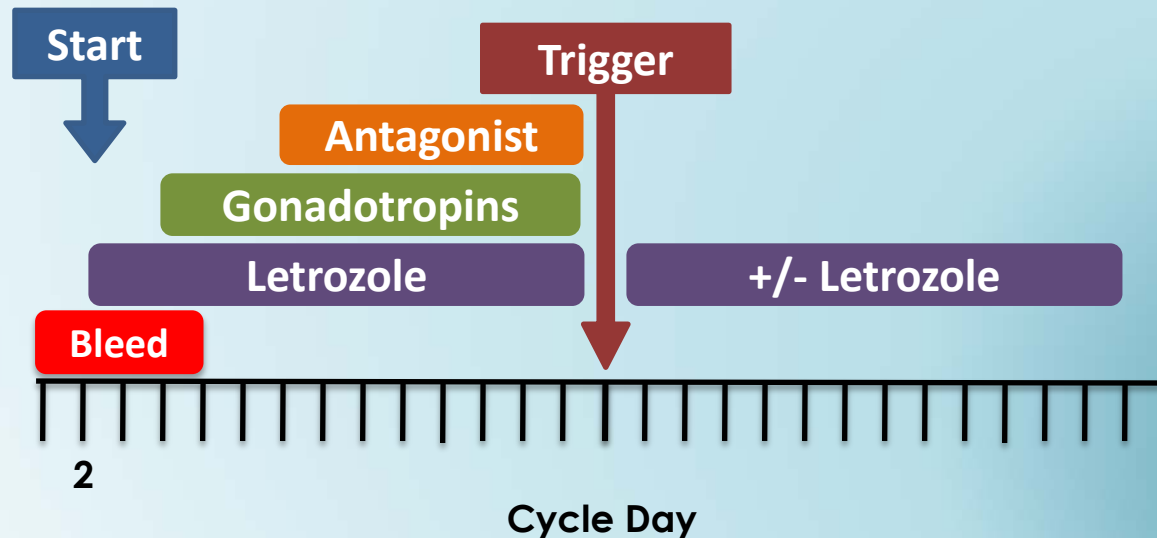 Start
Trigger
Antagonist
Gonadotropins
Letrozole
+/- Letrozole
Bleed
2
Cycle Day